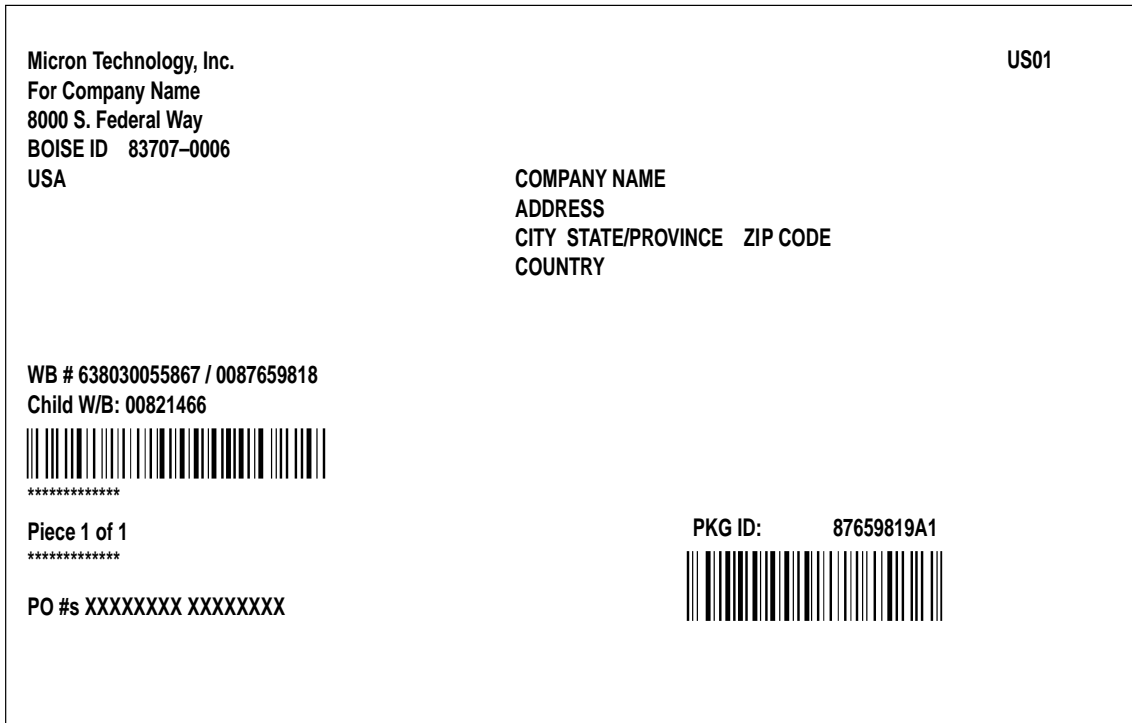 Micron Technology, Inc.
US01
For Company Name
8000 S. Federal Way
BOISE ID 83707–0006
USA
COMPANY NAME
ADDRESS
CITY STATE/PROVINCE ZIP CODE
COUNTRY
WB # 638030055867 / 0087659818
Child W/B: 00821466
*************
Piece 1 of 1
*************
PO #s XXXXXXXX XXXXXXXX
PKG ID: 87659819A1